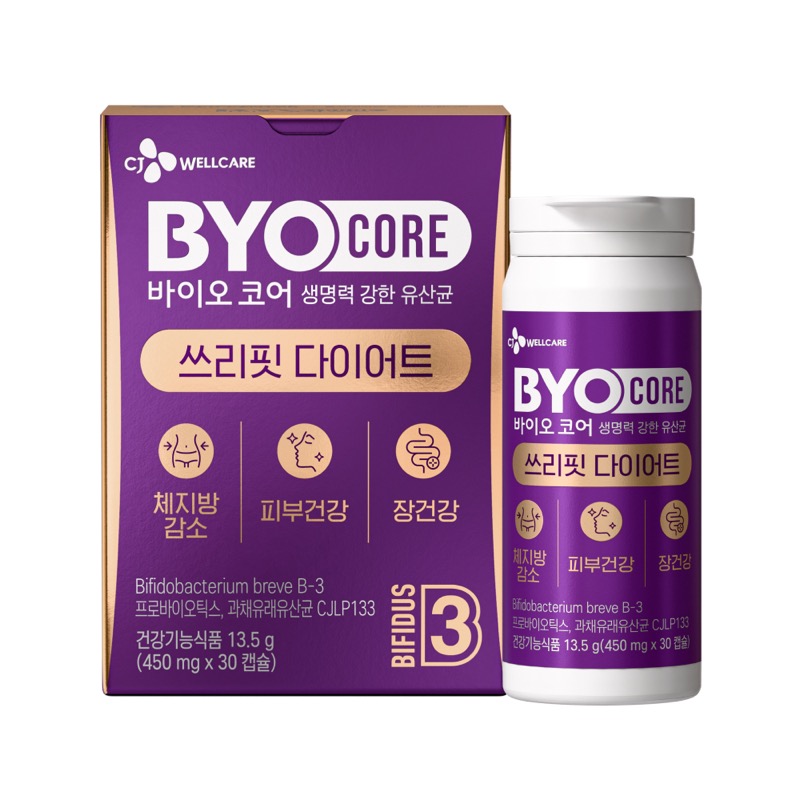 CJ WELLCARE
BYO CORE
바이오 코어 생명력 강한 유산균
쓰리핏 다이어트
체지방
감소
피부건강
장건강
Bifidobacterium breve B-3
프로바이오틱스, 과채유래유산균 CJLP133
건강기능식품 13.5 g
(450 mg x 30 캡슐)
BIFIDUS B3
CJ WELLCARE
BYO CORE
바이오 코어 생명력 강한 유산균
쓰리핏 다이어트
체지방
감소
피부건강
장건강
Bifidobacterium breve B-3
프로바이오틱스, 과채유래유산균 CJLP133
건강기능식품 13.5 g(450 mg x 30 캡슐)